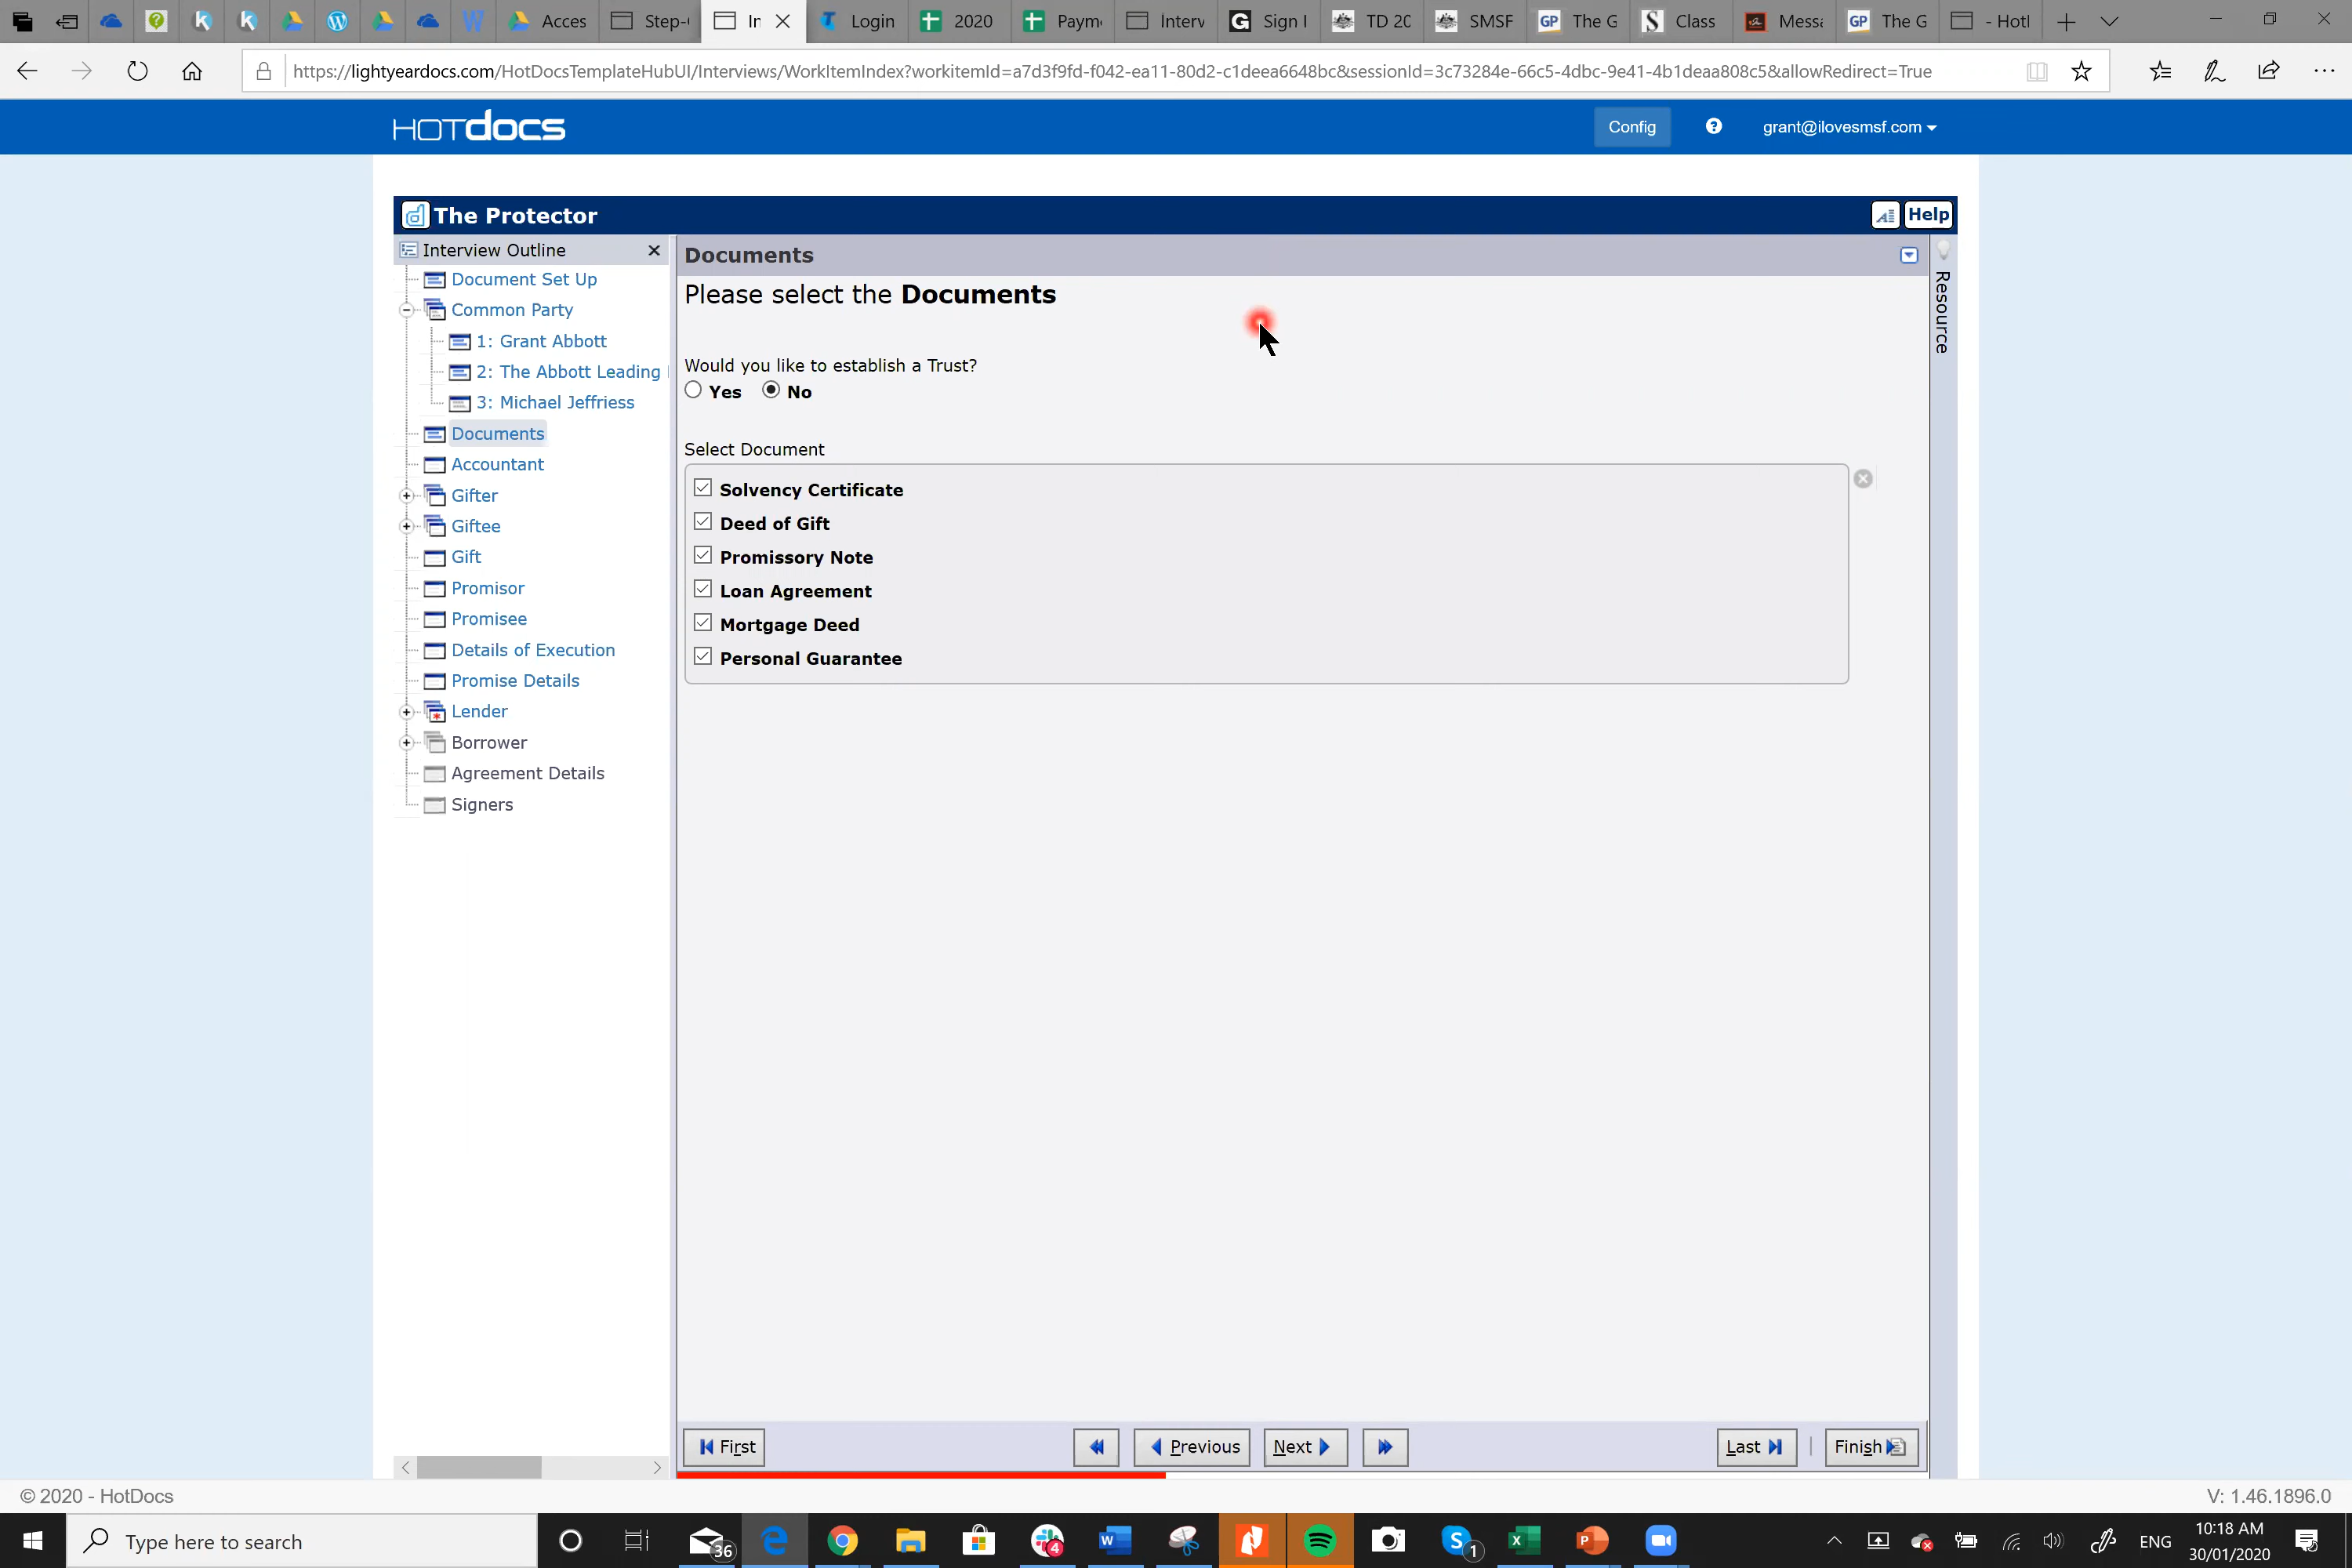 Acces
Step-
Ir
Login
2020
Payme
Interv
Sign I
TD 20
SMSF
The G
Class
Messa
The G
- Hotl
https://lightyeardocs.com/HotDocsTemplateHubUI/Interviews/WorkItemIndex?workitemId=a7d3f9fd-f042-ea11-80d2-c1deea6648bc&sessionId=3c73284e-66c5-4dbc-9e41-4b1deaa808c5&allowRedirect=True
HOTdocs
Config
grant@ilovesmsf.com
The Protector
Help
Interview Outline
Document Set Up
Common Party
1: Grant Abbott
2: The Abbott Leading
3: Michael Jeffriess
Documents
Accountant
Gifter
Giftee
Gift
Promisor
Promisee
Details of Execution
Promise Details
Lender
Borrower
Agreement Details
Signers
Documents
Please select the Documents
Would you like to establish a Trust?
Yes No
Select Document
Solvency Certificate
Deed of Gift
Promissory Note
Loan Agreement
Mortgage Deed
Personal Guarantee
Resource
First
Previous
Next
Last
Finish
© 2020 - HotDocs
V: 1.46.1896.0
Type here to search
36
4
1
ENG
10:18 AM
30/01/2020